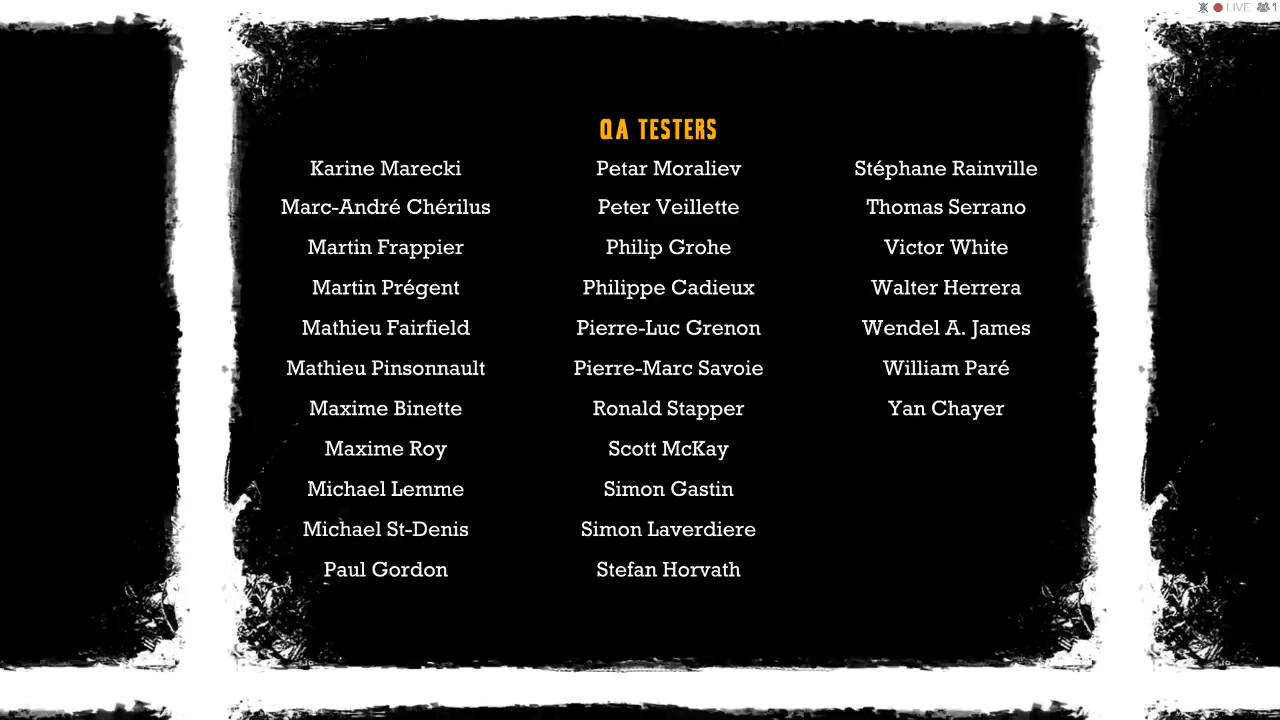 LIVE 1
QA TESTERS
Karine Marecki
Marc-André Chérilus
Martin Frappier
Martin Prégent
Mathieu Fairfield
Mathieu Pinsonnault
Maxime Binette
Maxime Roy
Michael Lemme
Michael St-Denis
Paul Gordon
Petar Moraliev
Peter Veillette
Philip Grohe
Philippe Cadieux
Pierre-Luc Grenon
Pierre-Marc Savoie
Ronald Stapper
Scott McKay
Simon Gastin
Simon Laverdiere
Stefan Horvath
Stéphane Rainville
Thomas Serrano
Victor White
Walter Herrera
Wendel A. James
William Paré
Yan Chayer